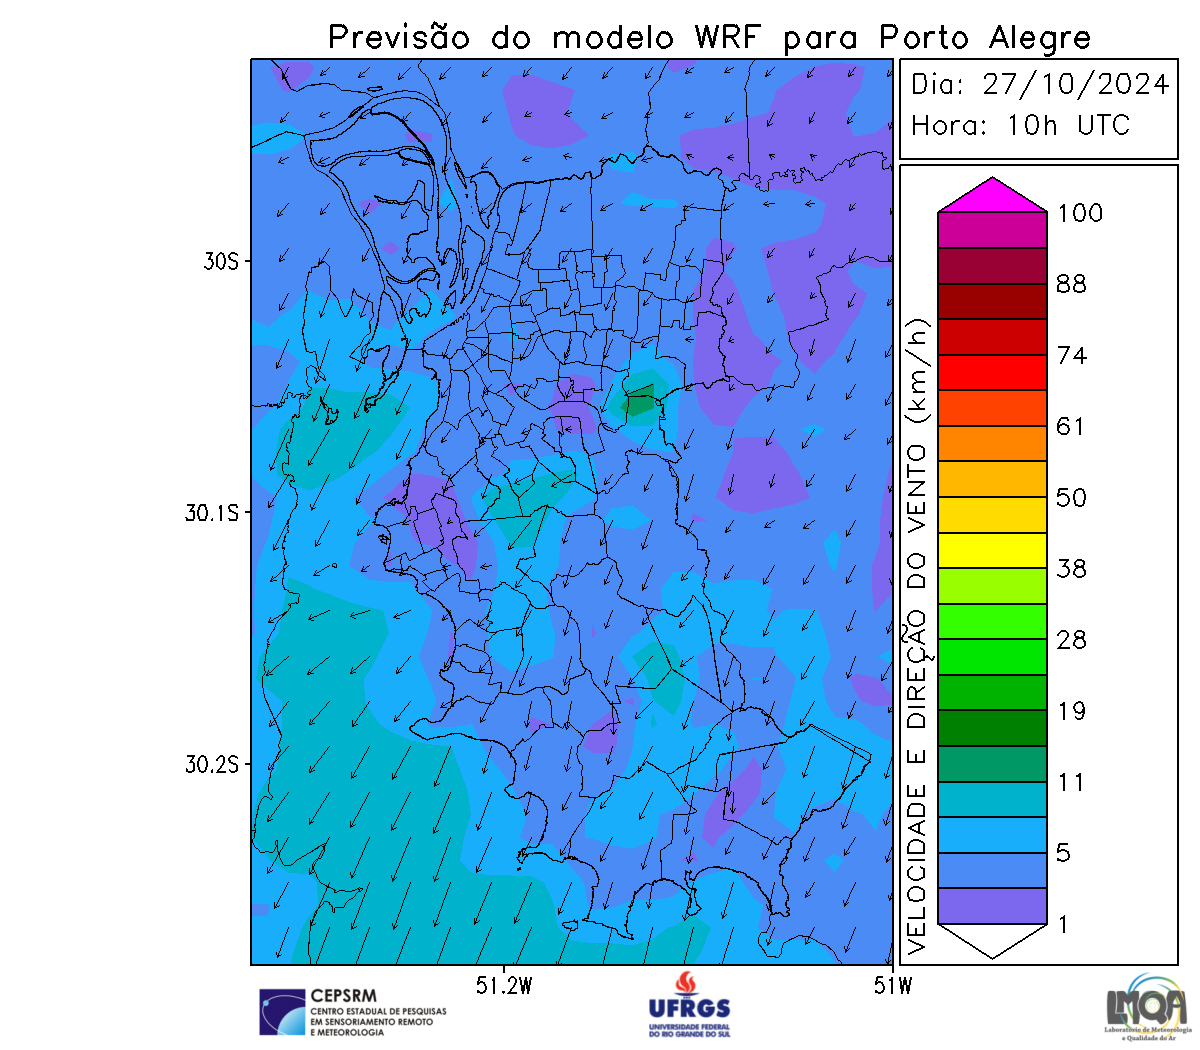 Previsão do modelo WRF para Porto Alegre
Dia: 27/10/2024
Hora: 10h UTC
30S
30.1S
30.2S
51.2W
51W
VELOCIDADE E DIREÇÃO DO VENTO (km/h)
100
88
74
61
50
38
28
19
11
5
1
CEPSRM
CENTRO ESTADUAL DE PESQUISAS
EM SENSORIAMENTO REMOTO
E METEOROLOGIA
UFRGS
UNIVERSIDADE FEDERAL
DO RIO GRANDE DO SUL
LMQA
Laboratório de Meteorologia
e Qualidade do Ar